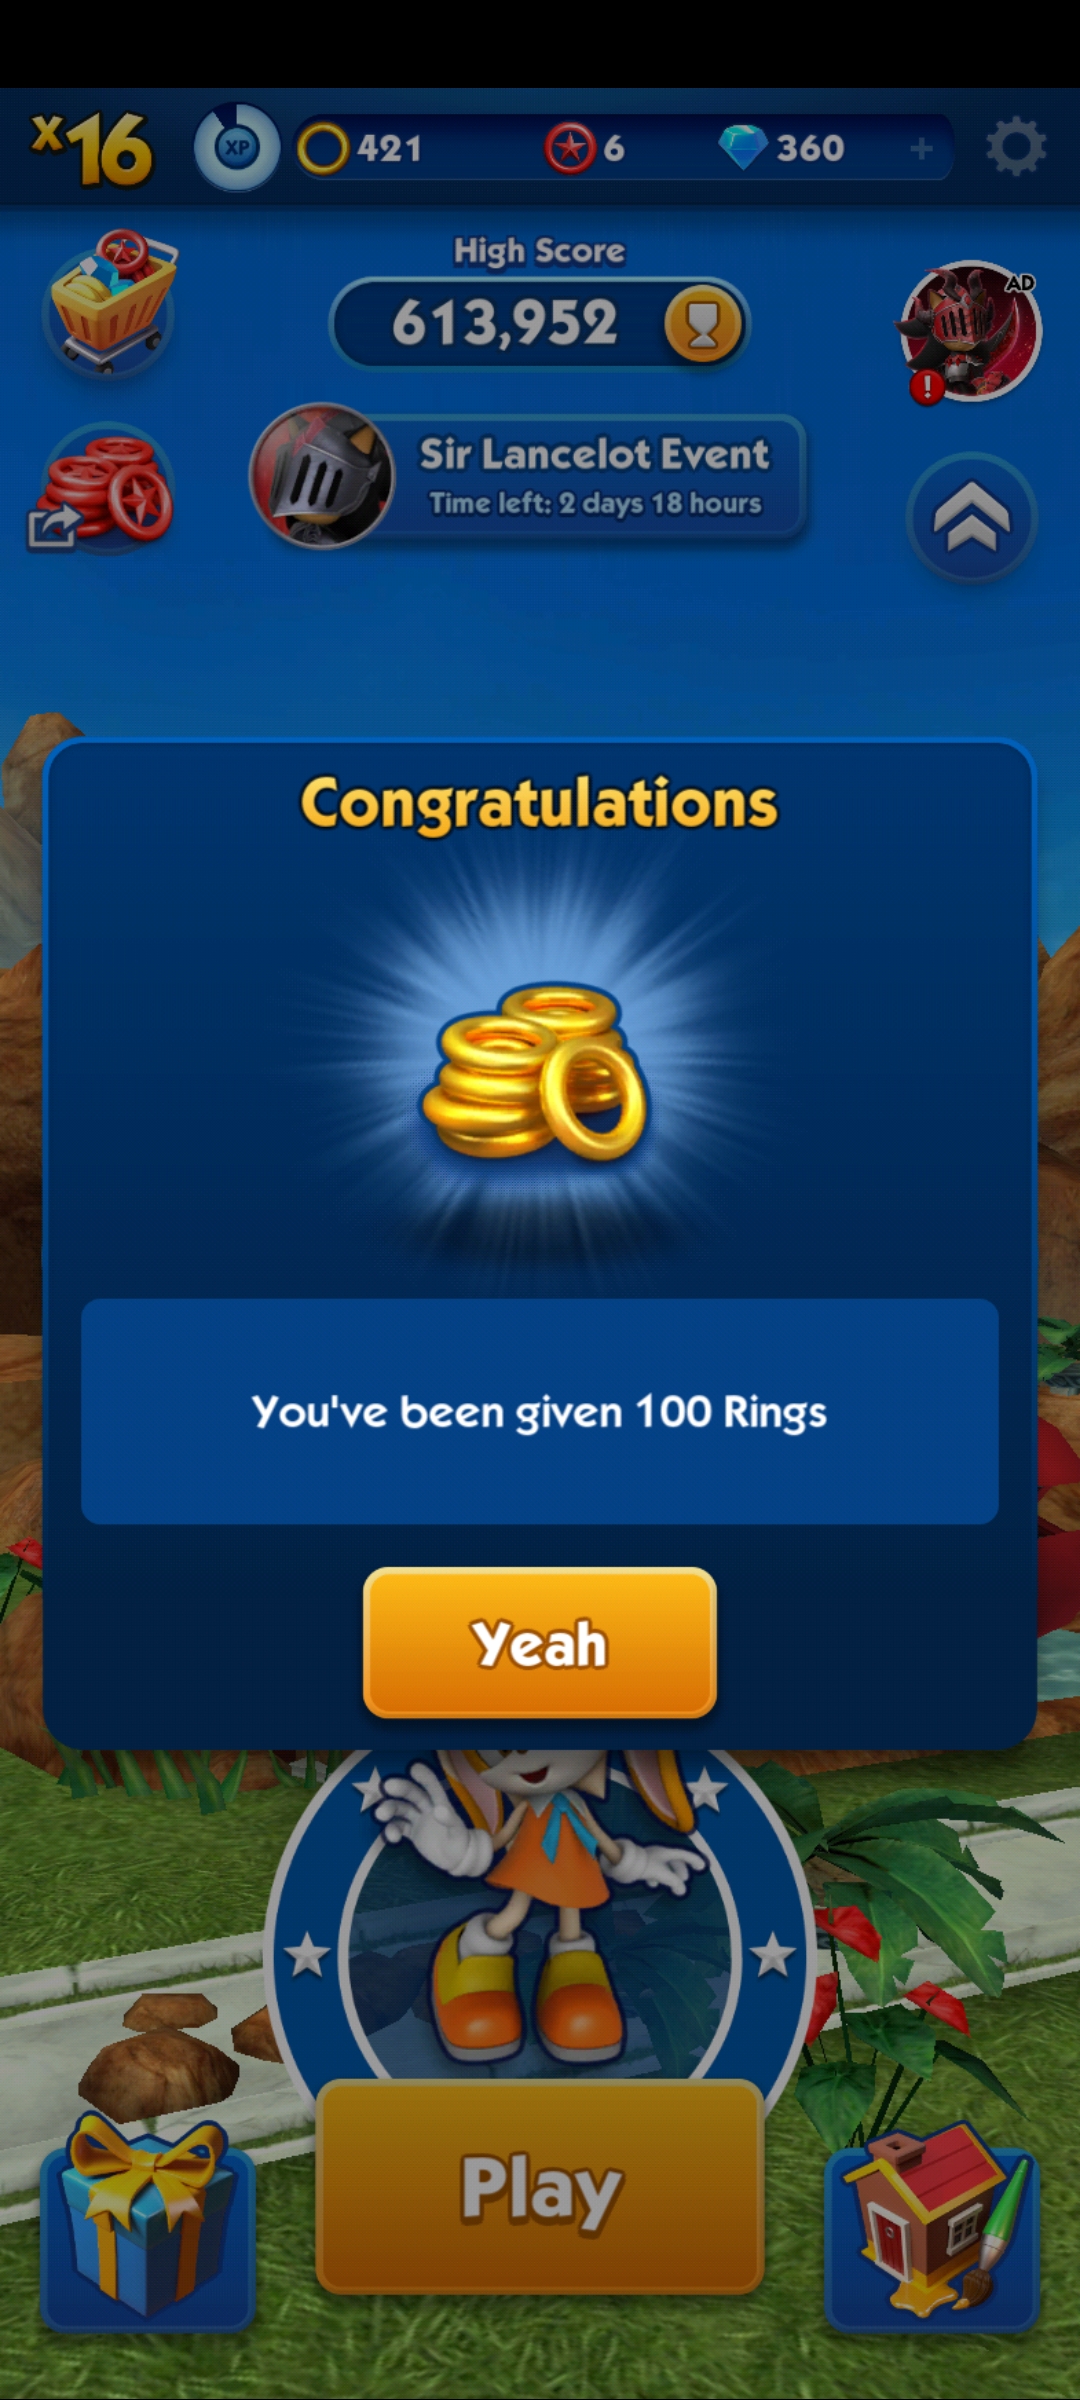 x16
XP
421
6
360
+
High Score
613,952
AD
!
Sir Lancelot Event
Time left: 2 days 18 hours
Congratulations
You've been given 100 Rings
Yeah
Play